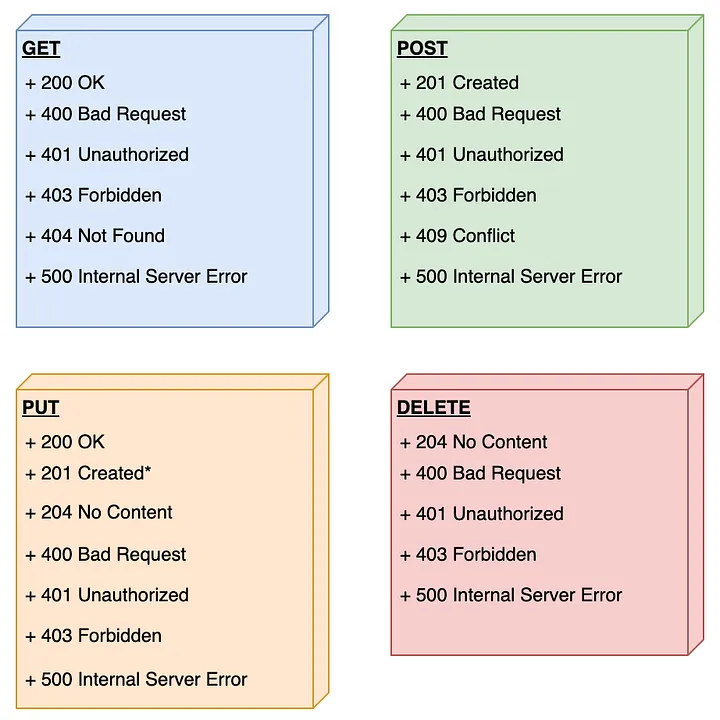 GET
+ 200 OK
+ 400 Bad Request
+ 401 Unauthorized
+ 403 Forbidden
+ 404 Not Found
+ 500 Internal Server Error
POST
+ 201 Created
+ 400 Bad Request
+ 401 Unauthorized
+ 403 Forbidden
+ 409 Conflict
+ 500 Internal Server Error
PUT
+ 200 OK
+ 201 Created*
+ 204 No Content
+ 400 Bad Request
+ 401 Unauthorized
+ 403 Forbidden
+ 500 Internal Server Error
DELETE
+ 204 No Content
+ 400 Bad Request
+ 401 Unauthorized
+ 403 Forbidden
+ 500 Internal Server Error